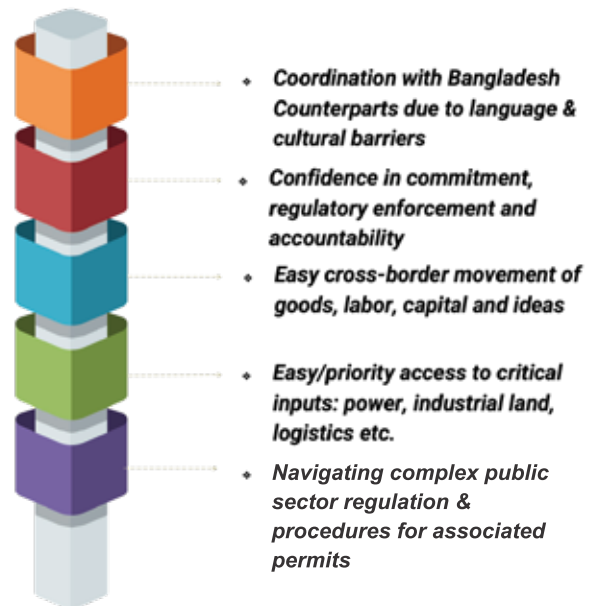 Coordination with Bangladesh
Counterparts due to language &
cultural barriers
Confidence in commitment,
regulatory enforcement and
accountability
Easy cross-border movement of
goods, labor, capital and ideas
Easy/priority access to critical
inputs: power, industrial land,
logistics etc.
Navigating complex public
sector regulation &
procedures for associated
permits